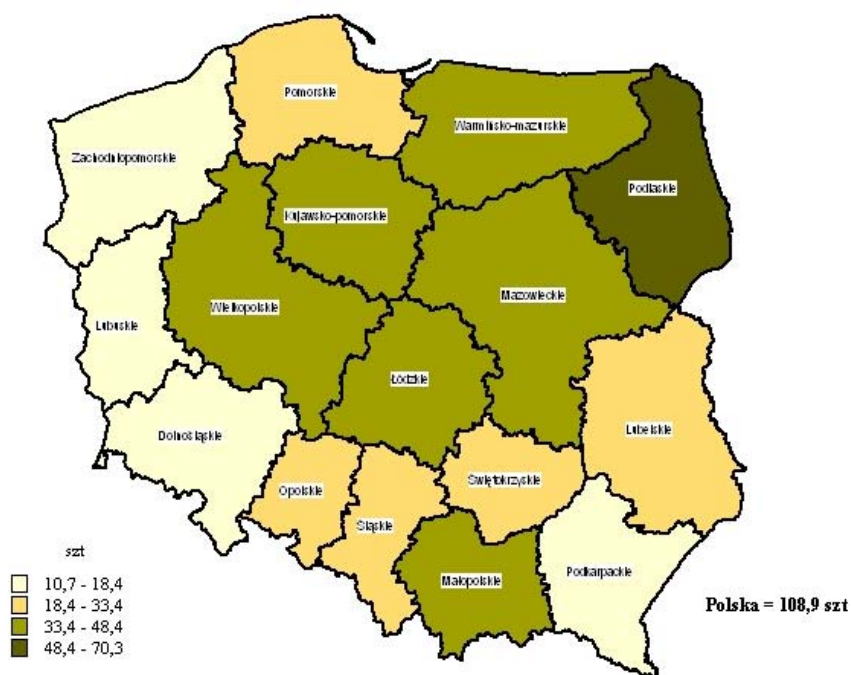 Pomorskie
Warmińsko-mazurskie
Zachodniopomorskie
Podlaskie
Kujawsko-pomorskie
Mazowieckie
Wielkopolskie
Lubuskie
Łódzkie
Dolnośląskie
Lubelskie
Świętokrzyskie
Opolskie
Śląskie
Podkarpackie
Małopolskie
szt
10,7 - 18,4
18,4 - 33,4
33,4 - 48,4
48,4 - 70,3
Polska = 108,9 szt